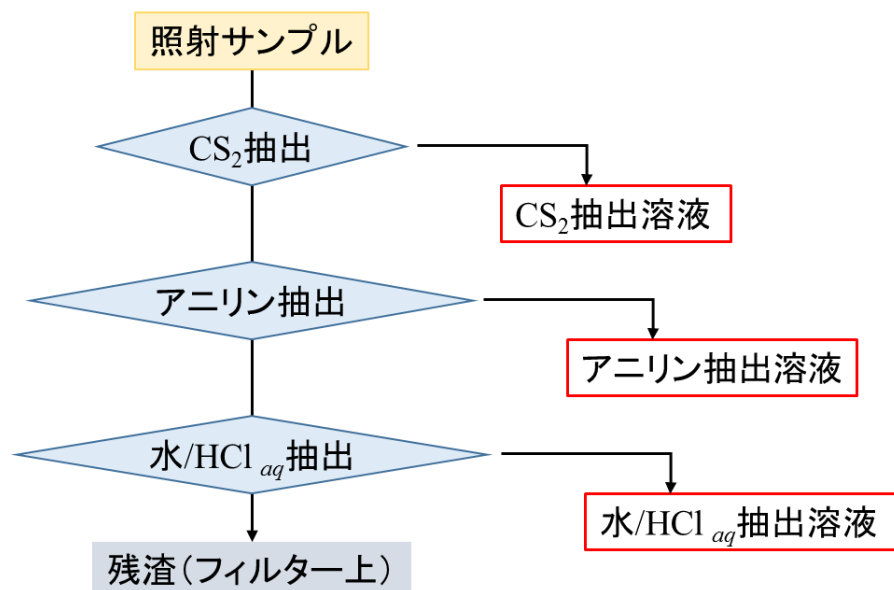 照射サンプル
CS₂抽出
CS₂抽出溶液
アニリン抽出
アニリン抽出溶液
水/HCl aq抽出
水/HCl aq抽出溶液
残渣(フィルター上)